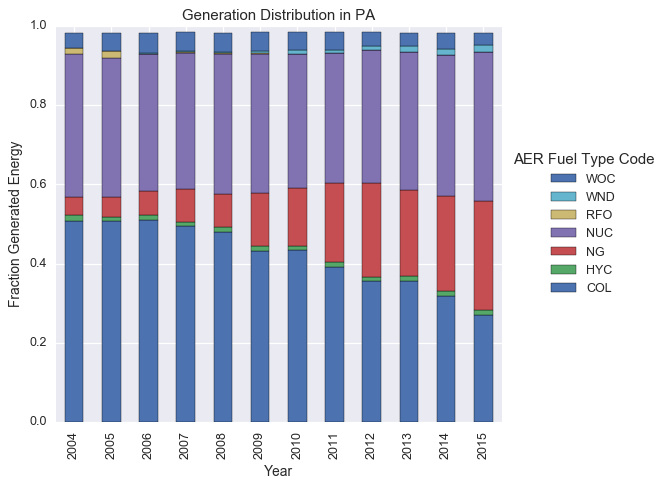 Generation Distribution in PA
1.0
0.8
0.6
0.4
0.2
0.0
Fraction Generated Energy
2004
2005
2006
2007
2008
2009
2010
2011
2012
2013
2014
2015
Year
AER Fuel Type Code
WOC
WND
RFO
NUC
NG
HYC
COL